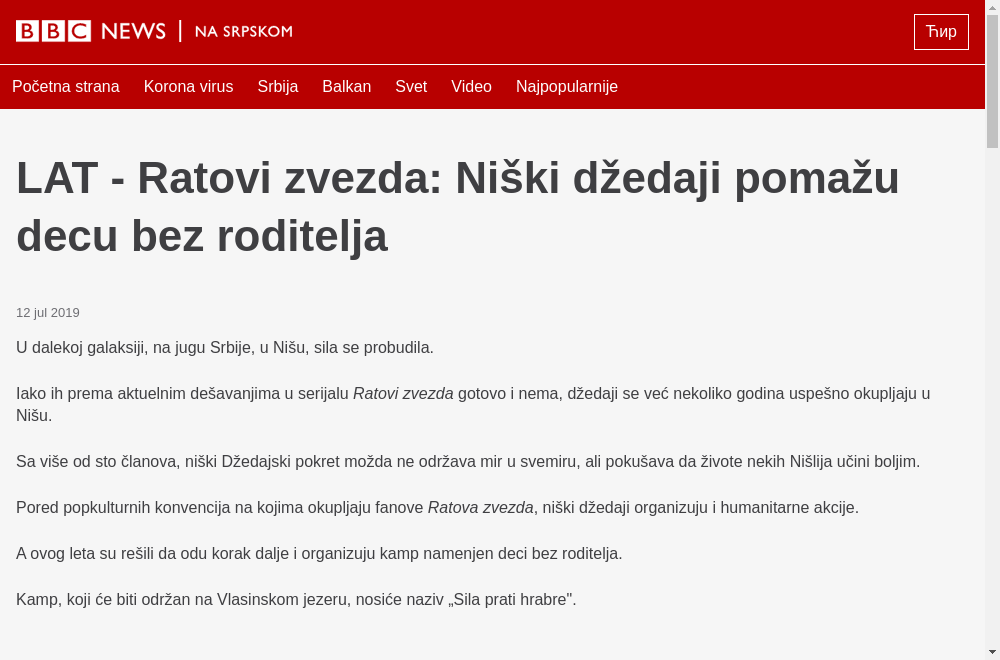 BBC NEWS | NA SRPSKOM
Ћир
Početna strana Korona virus Srbija Balkan Svet Video Najpopularnije
LAT - Ratovi zvezda: Niški džedaji pomažu
decu bez roditelja
12 jul 2019
U dalekoj galaksiji, na jugu Srbije, u Nišu, sila se probudila.
Iako ih prema aktuelnim dešavanjima u serijalu Ratovi zvezda gotovo i nema, džedaji se već nekoliko godina uspešno okupljaju u
Nišu.
Sa više od sto članova, niški Džedajski pokret možda ne održava mir u svemiru, ali pokušava da živote nekih Nišlija učini boljim.
Pored popkulturnih konvencija na kojima okupljaju fanove Ratova zvezda, niški džedaji organizuju i humanitarne akcije.
A ovog leta su rešili da odu korak dalje i organizuju kamp namenjen deci bez roditelja.
Kamp, koji će biti održan na Vlasinskom jezeru, nosiće naziv „Sila prati hrabre".